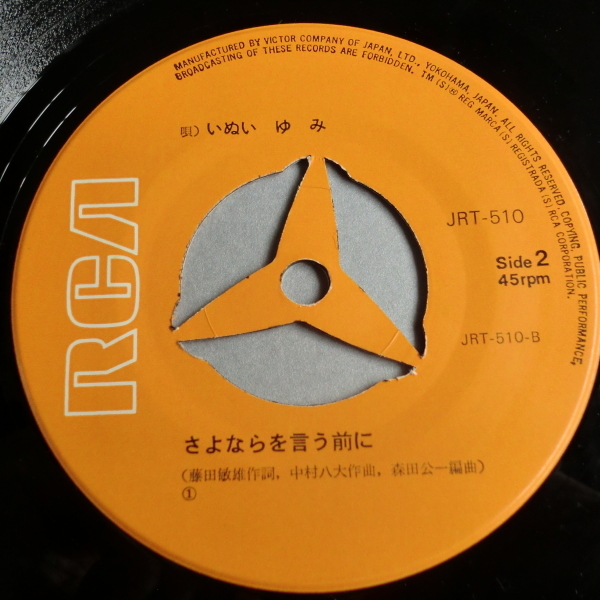 MANUFACTURED BY VICTOR COMPANY OF JAPAN, LTD., YOKOHAMA, JAPAN. ALL RIGHTS RESERVED. COPYING, PUBLIC PERFORMANCE,
BROADCASTING OF THESE RECORDS ARE FORBIDDEN. TM(S)® REG. MARCA(S) REGISTRADA(S) RCA CORPORATION.
唄)いぬい ゆみ
RCA
JRT-510
Side 2
45rpm
JRT-510-B
さよならを言う前に
(藤田敏雄作詞, 中村八大作曲, 森田公一編曲)
①